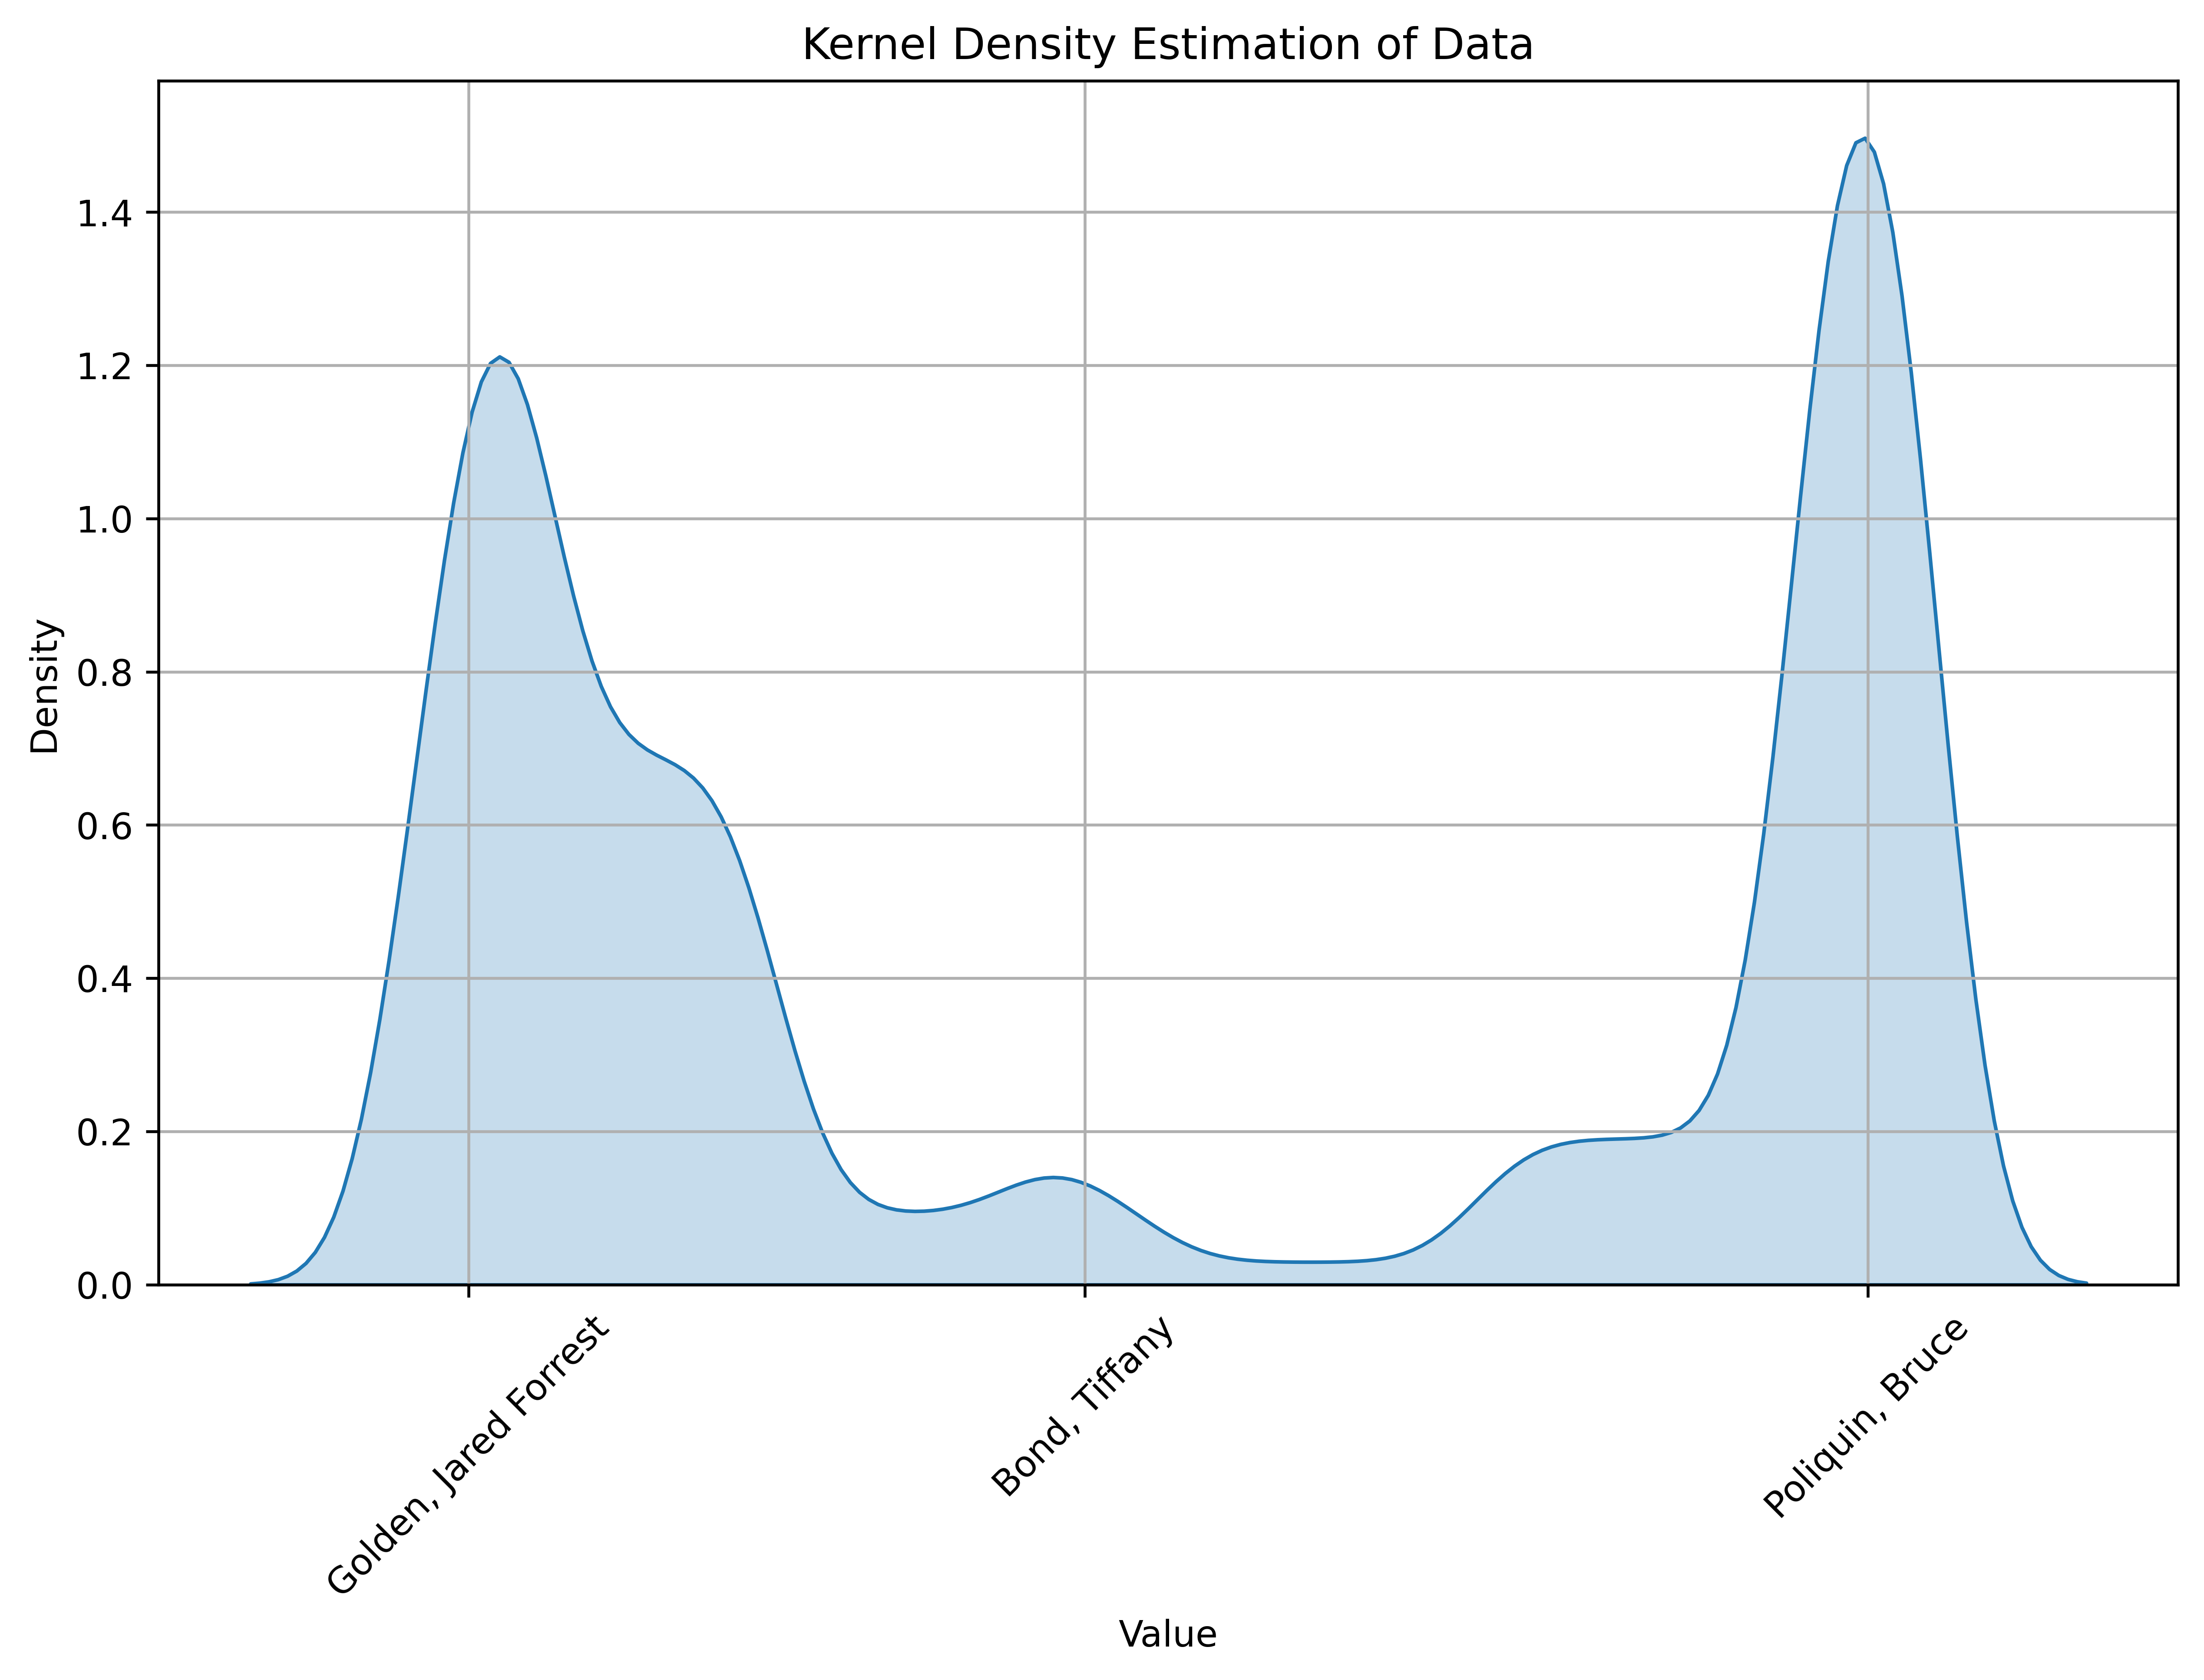 Kernel Density Estimation of Data
Density
1.4
1.2
1.0
0.8
0.6
0.4
0.2
0.0
Golden, Jared Forrest
Bond, Tiffany
Poliquin, Bruce
Value